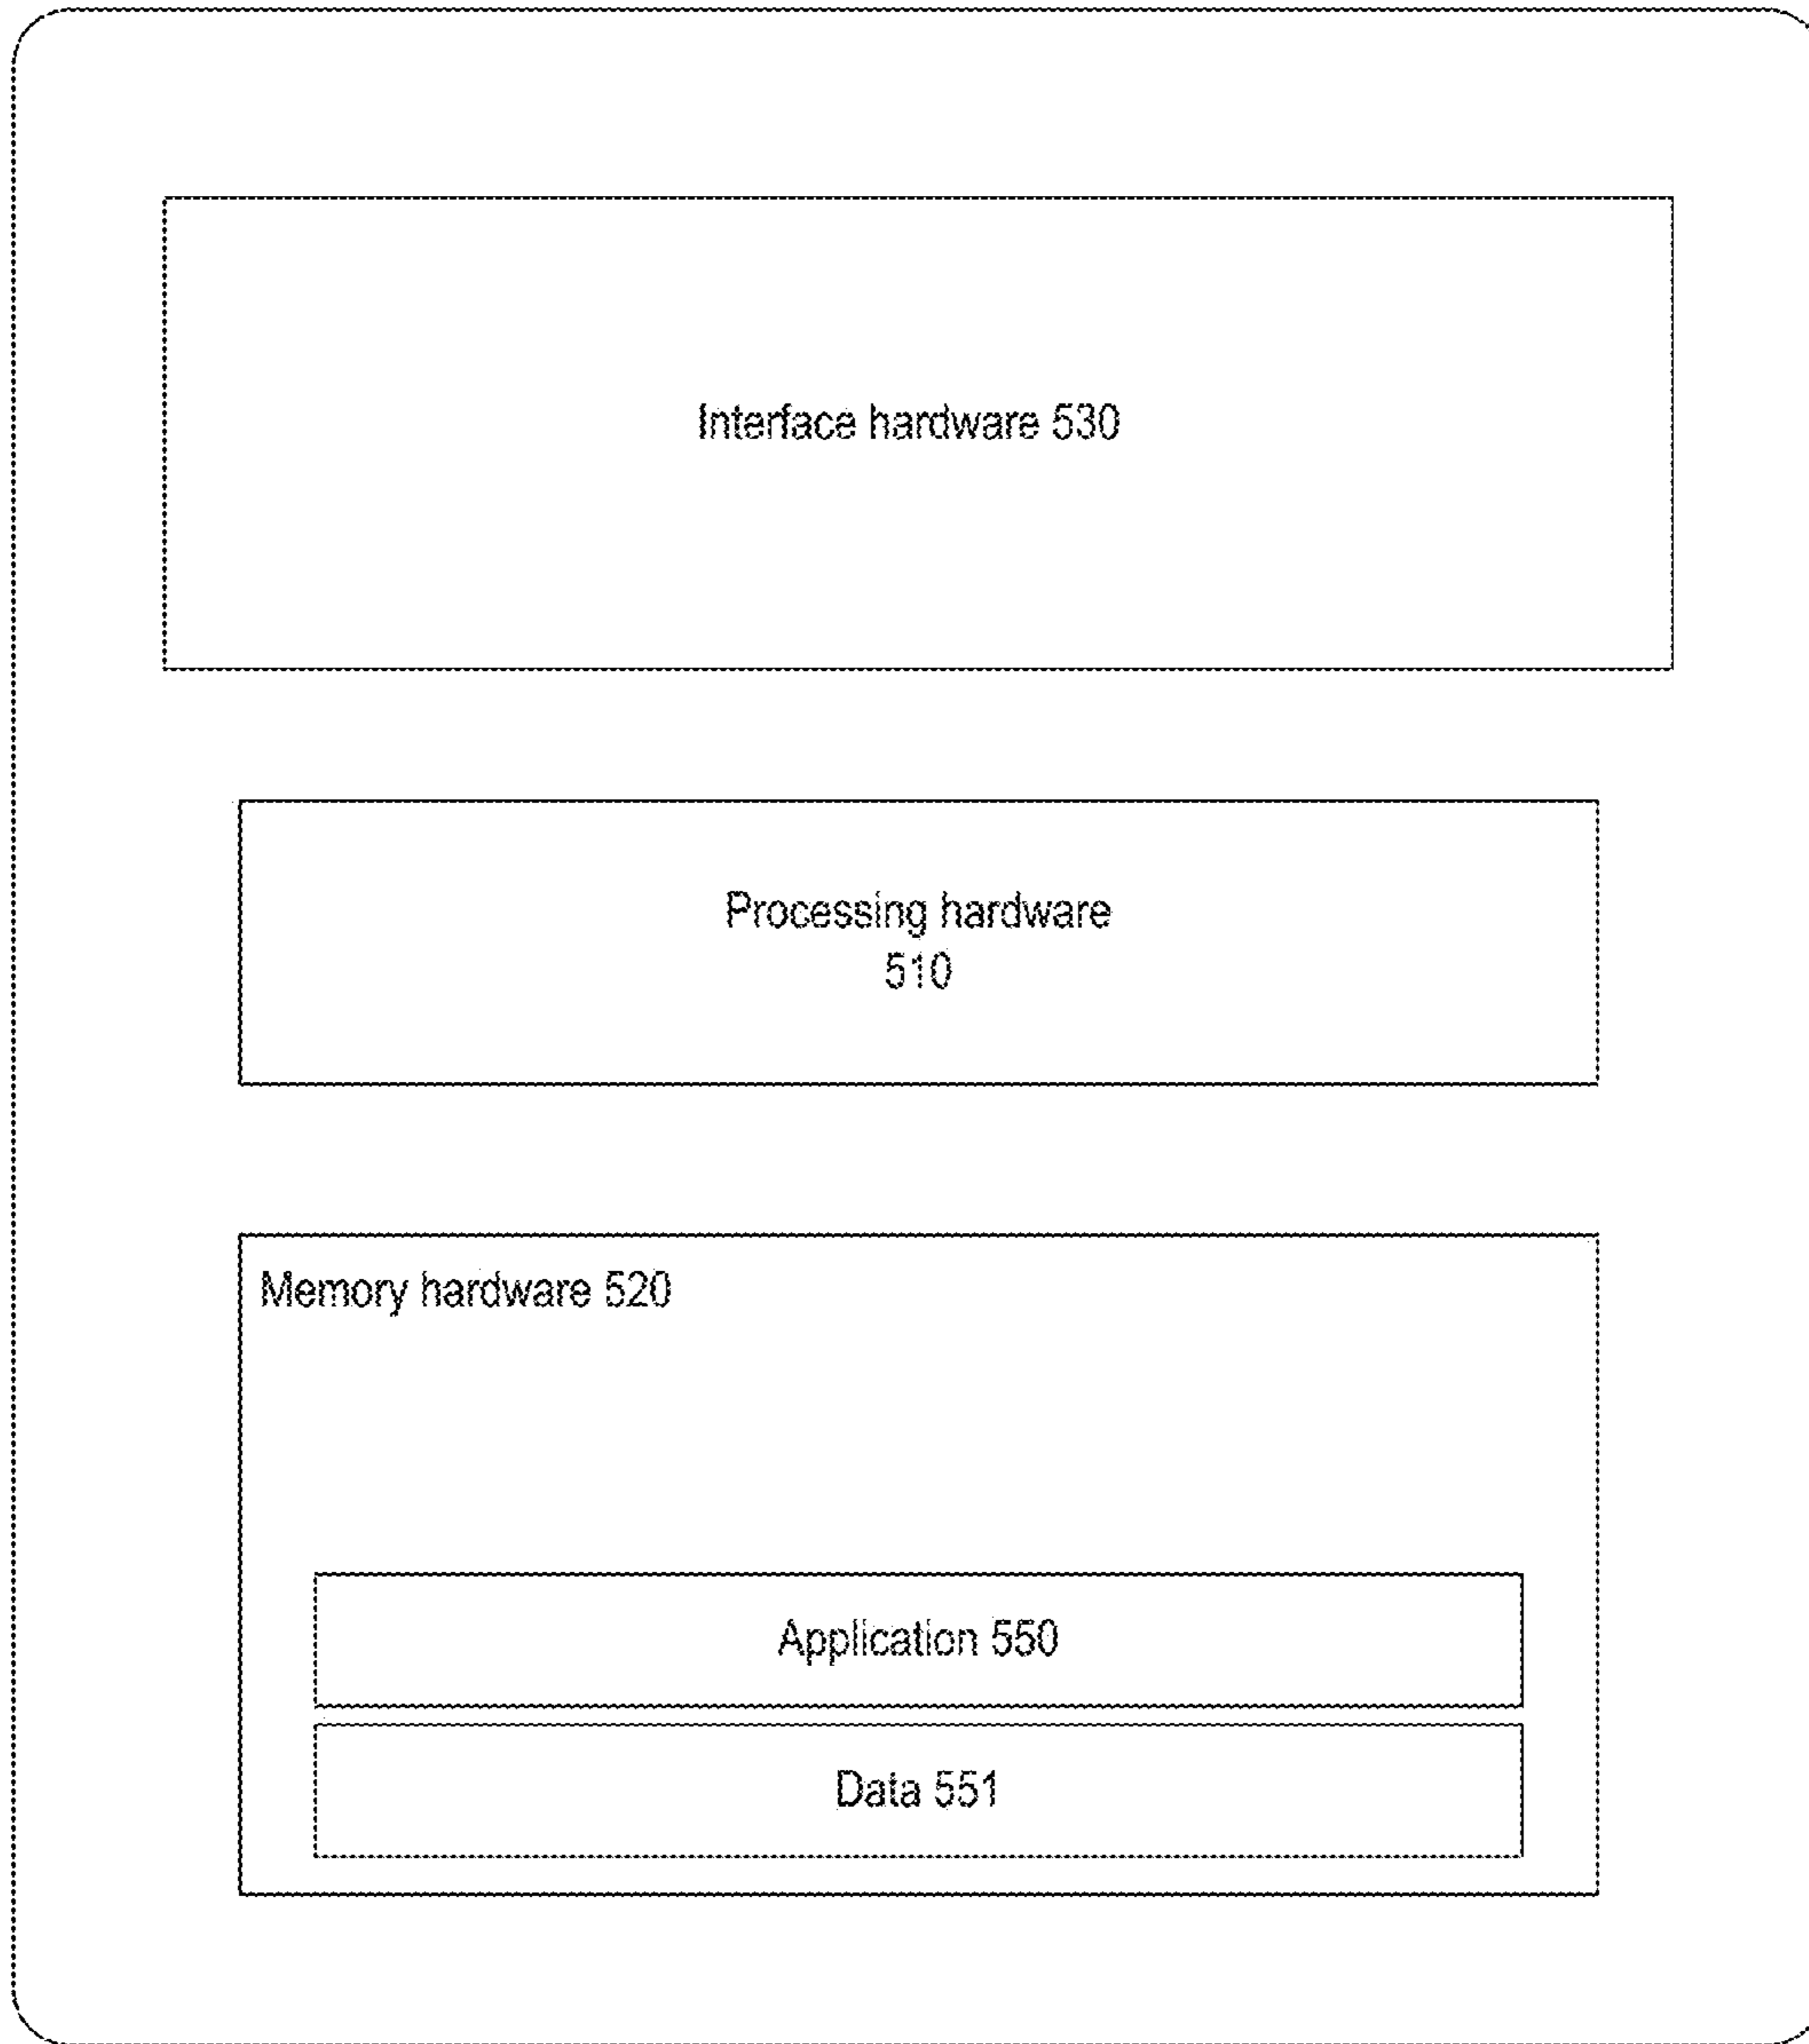 Interface hardware 530
Processing hardware
510
Memory hardware 520
Application 550
Data 551